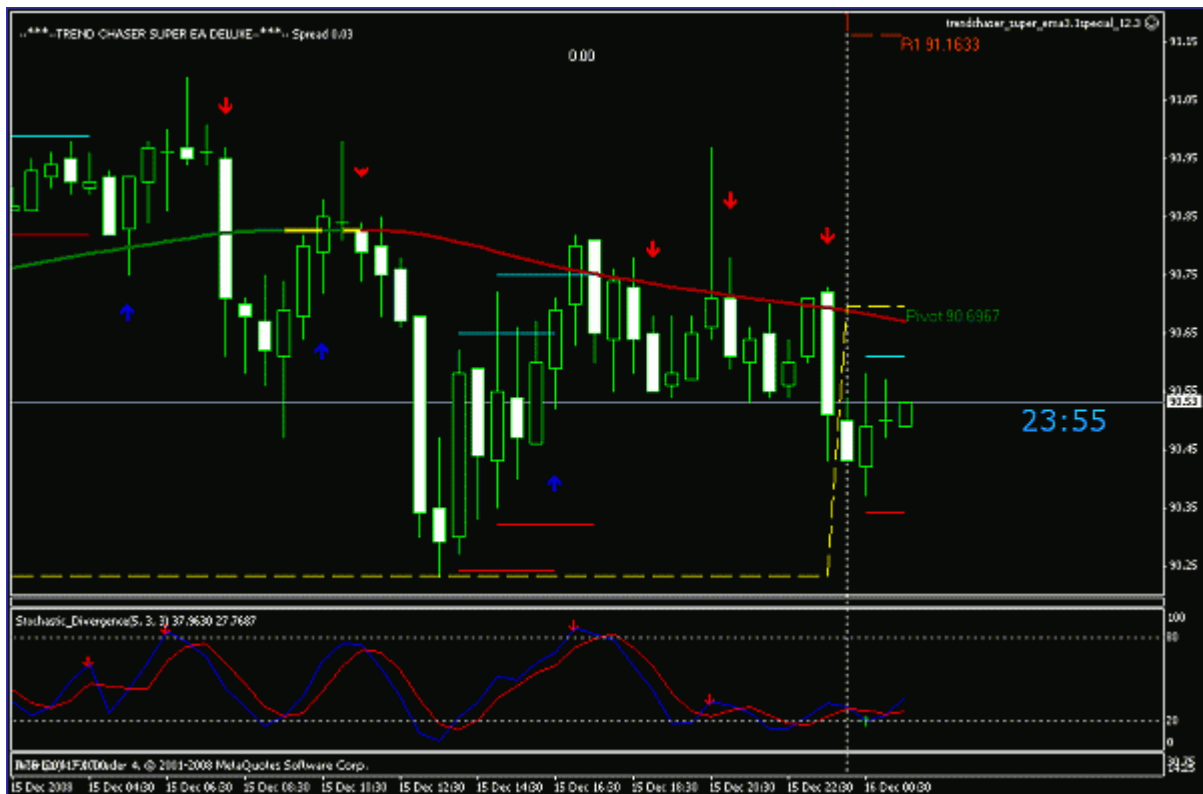 --***--TREND CHASER SUPER EA DELUXE--***-- Spread 0.03
trendchaser_super_ema3.1special_12.3
0.00
R1 91.1633
Pivot 90.6967
23:55
91.15
91.05
90.95
90.85
90.75
90.65
90.55
90.53
90.45
90.35
90.25
Stochastic_Divergence(5, 3, 3) 37.9630 27.7687
100
80
20
0
4, © 2001-2008 MetaQuotes Software Corp.
15 Dec 2008
15 Dec 04:30
15 Dec 06:30
15 Dec 08:30
15 Dec 10:30
15 Dec 12:30
15 Dec 14:30
15 Dec 16:30
15 Dec 18:30
15 Dec 20:30
15 Dec 22:30
16 Dec 00:30